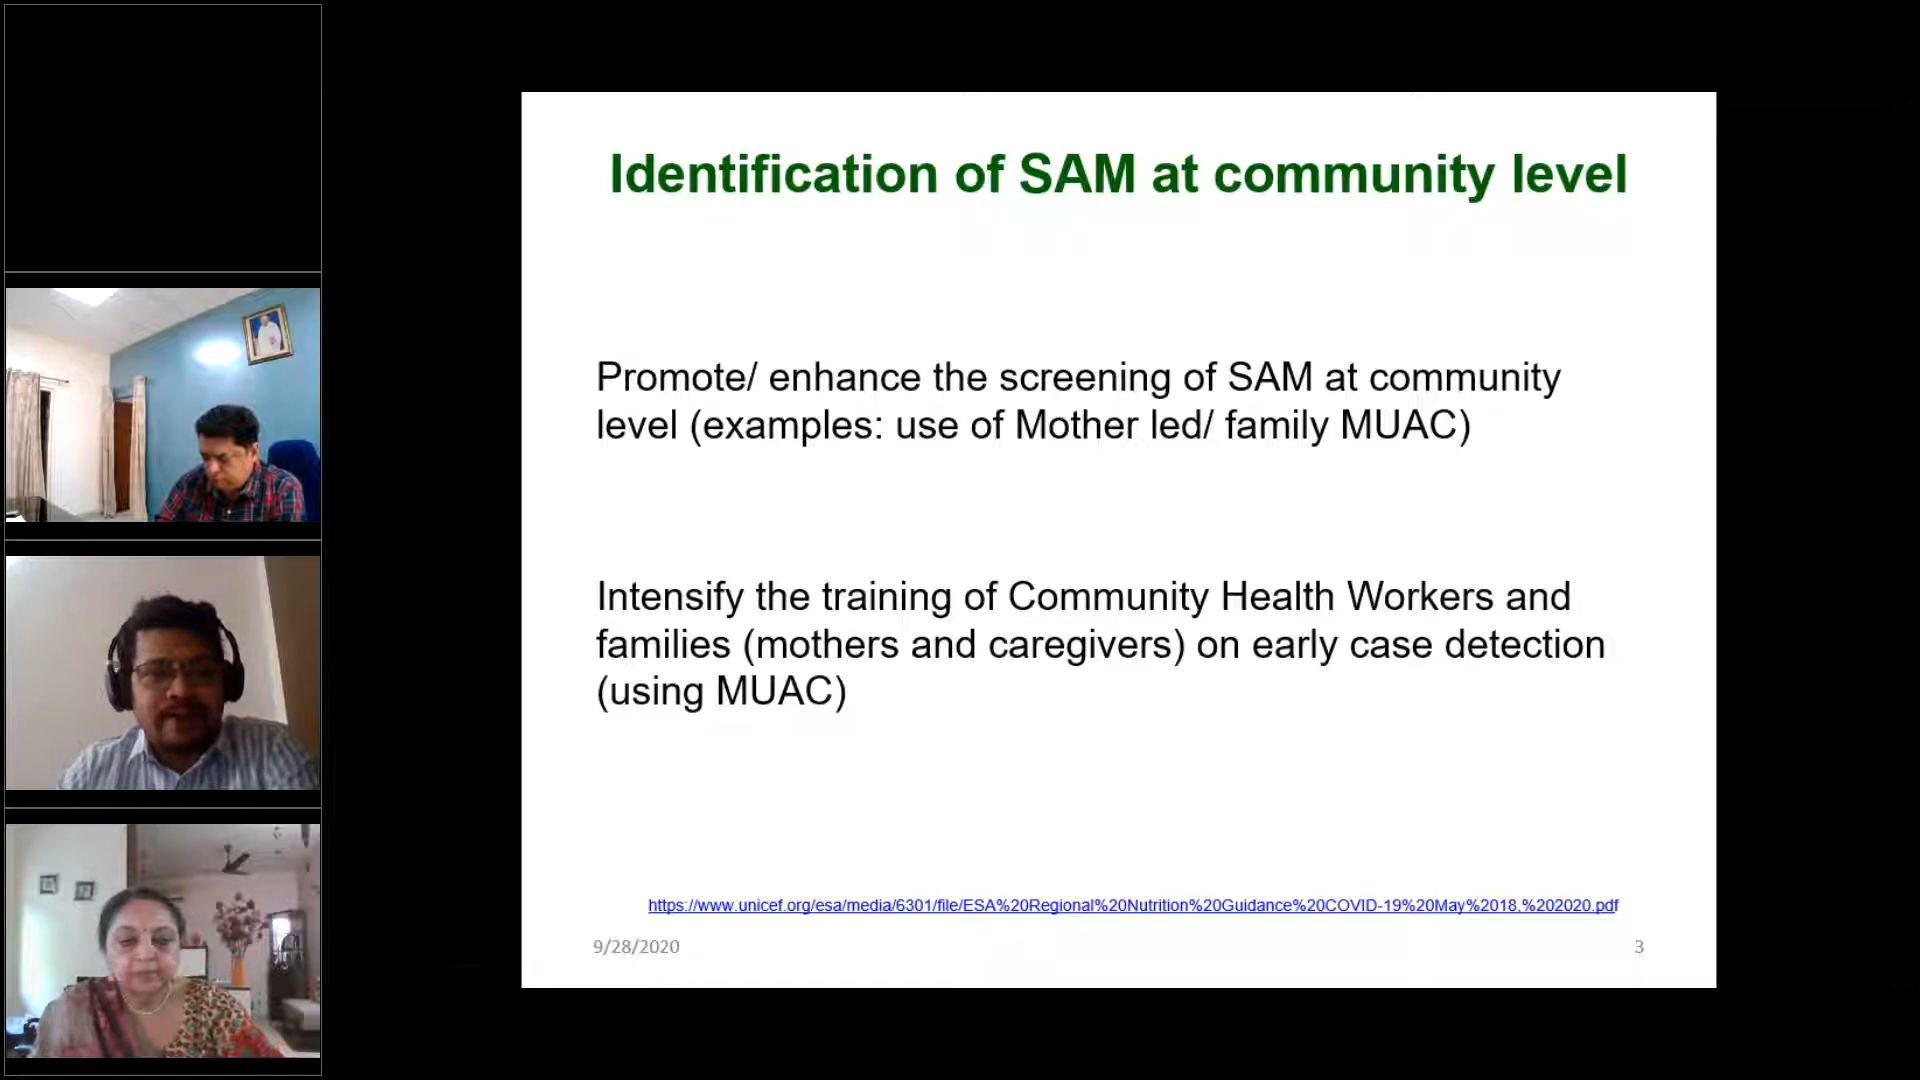 Identification of SAM at community level
Promote/ enhance the screening of SAM at community
level (examples: use of Mother led/ family MUAC)
Intensify the training of Community Health Workers and
families (mothers and caregivers) on early case detection
(using MUAC)
https://www.unicef.org/esa/media/6301/file/ESA%20Regional%20Nutrition%20Guidance%20COVID-19%20May%2018,%202020.pdf
9/28/2020
3